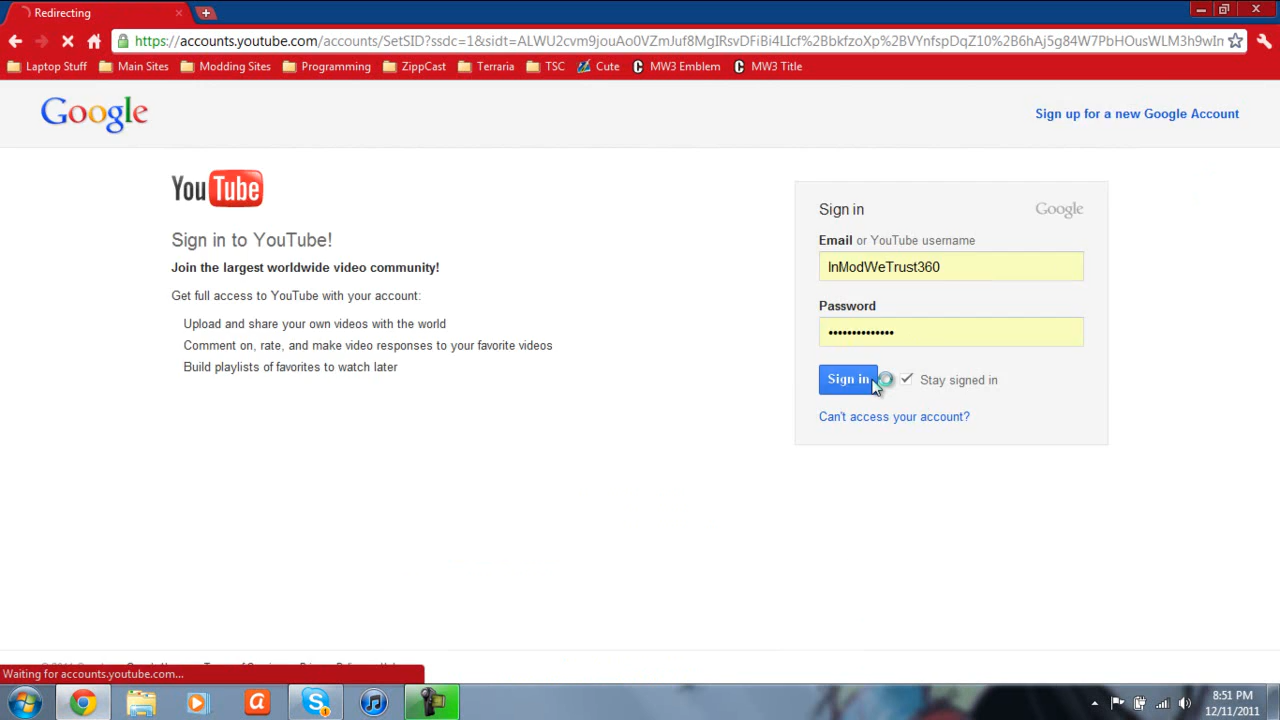 Redirecting
https://accounts.youtube.com/accounts/SetSID?ssdc=1&sidt=ALWU2cvm9jouAo0VZmJuf8MgIRsvDFiBi4LIcf%2BbkfzoXp%2BVYnfspDqZ10%2B6hAj5g84W7PbHOusWLM3h9wIn
Laptop Stuff Main Sites Modding Sites Programming ZippCast Terraria TSC Cute MW3 Emblem MW3 Title
Google
Sign up for a new Google Account
YouTube
Sign in to YouTube!
Join the largest worldwide video community!
Get full access to YouTube with your account:
Upload and share your own videos with the world
Comment on, rate, and make video responses to your favorite videos
Build playlists of favorites to watch later
Sign in Google
Email or YouTube username
InModWeTrust360
Password
••••••••••••••
Sign in Stay signed in
Can't access your account?
Waiting for accounts.youtube.com...
8:51 PM
12/11/2011